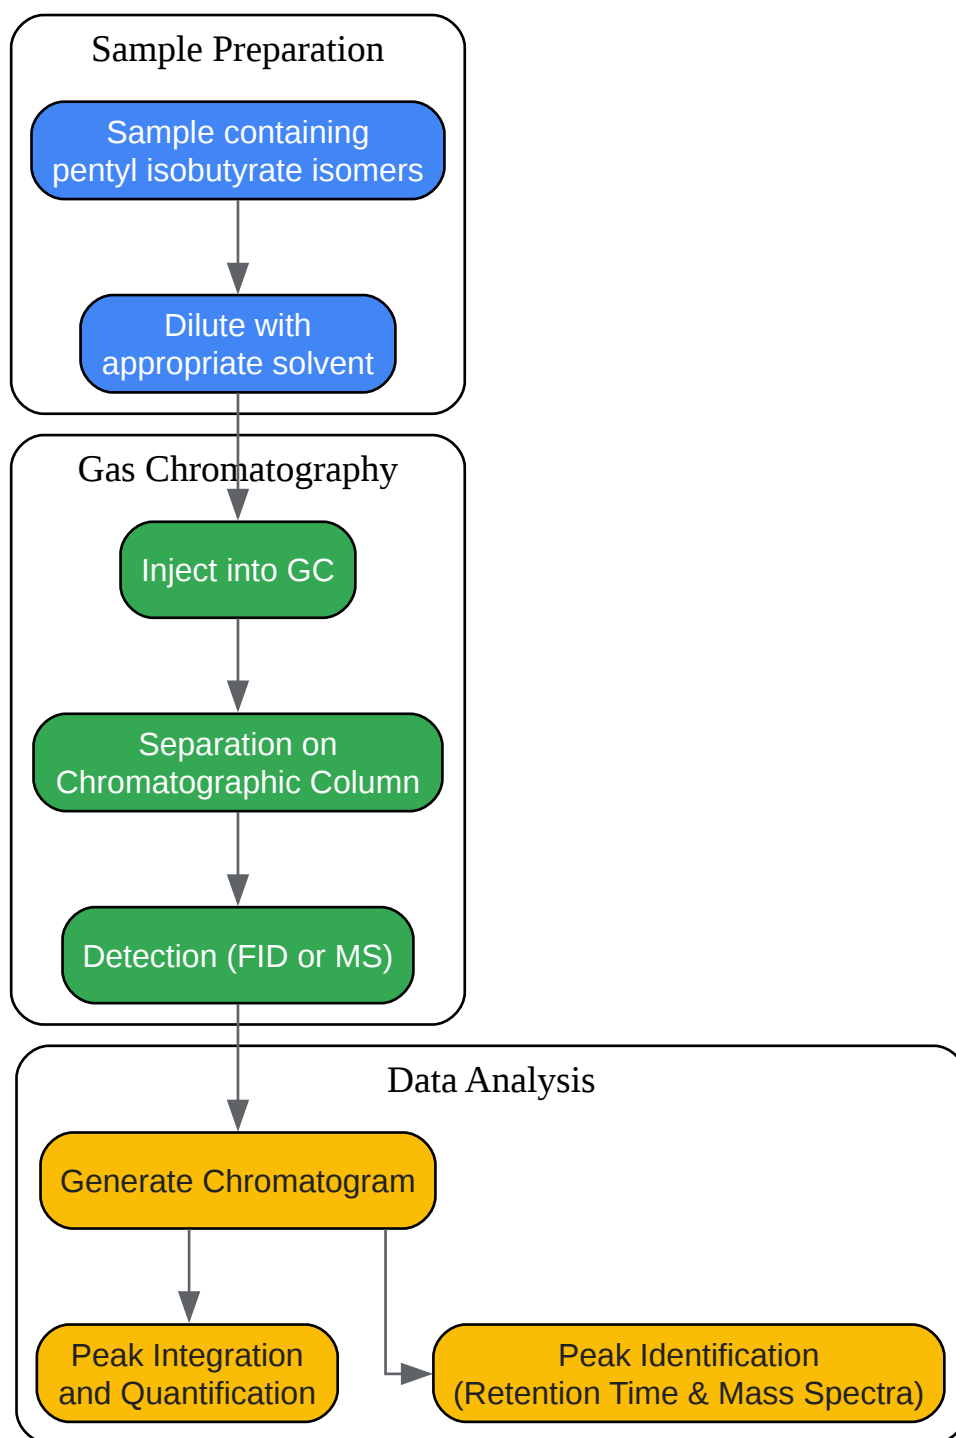 Sample Preparation
Sample containing
pentyl isobutyrate isomers
Dilute with
appropriate solvent
Gas Chromatography
Inject into GC
Separation on
Chromatographic Column
Detection (FID or MS)
Data Analysis
Generate Chromatogram
Peak Integration
and Quantification
Peak Identification
(Retention Time & Mass Spectra)